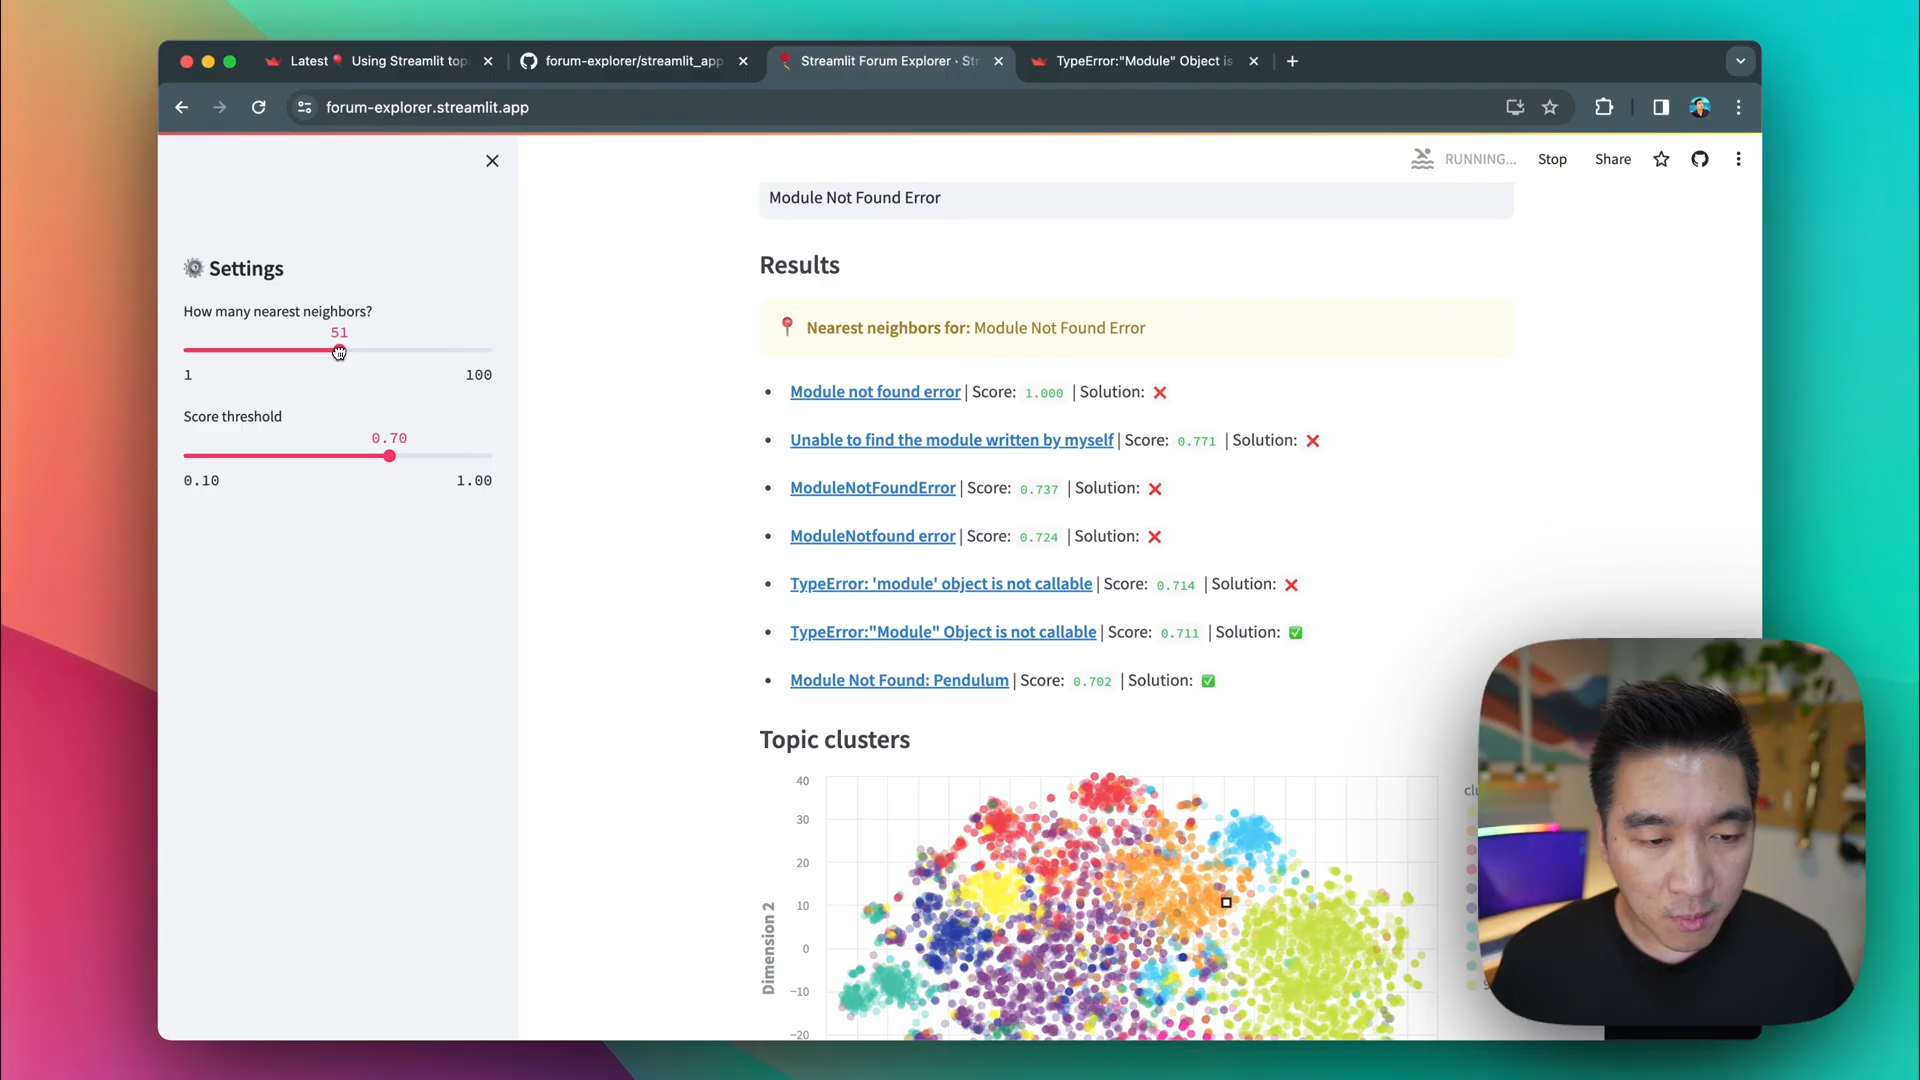 Latest Using Streamlit top
forum-explorer/streamlit_app
Streamlit Forum Explorer · Str
TypeError:"Module" Object is
forum-explorer.streamlit.app
RUNNING...
Stop
Share
Settings
How many nearest neighbors?
51
1
100
Score threshold
0.70
0.10
1.00
Module Not Found Error
Results
Nearest neighbors for: Module Not Found Error
Module not found error | Score: 1.000 | Solution:
Unable to find the module written by myself | Score: 0.771 | Solution:
ModuleNotFoundError | Score: 0.737 | Solution:
ModuleNotfound error | Score: 0.724 | Solution:
TypeError: 'module' object is not callable | Score: 0.714 | Solution:
TypeError:"Module" Object is not callable | Score: 0.711 | Solution:
Module Not Found: Pendulum | Score: 0.702 | Solution:
Topic clusters
Dimension 2
40
30
20
10
0
−10
−20